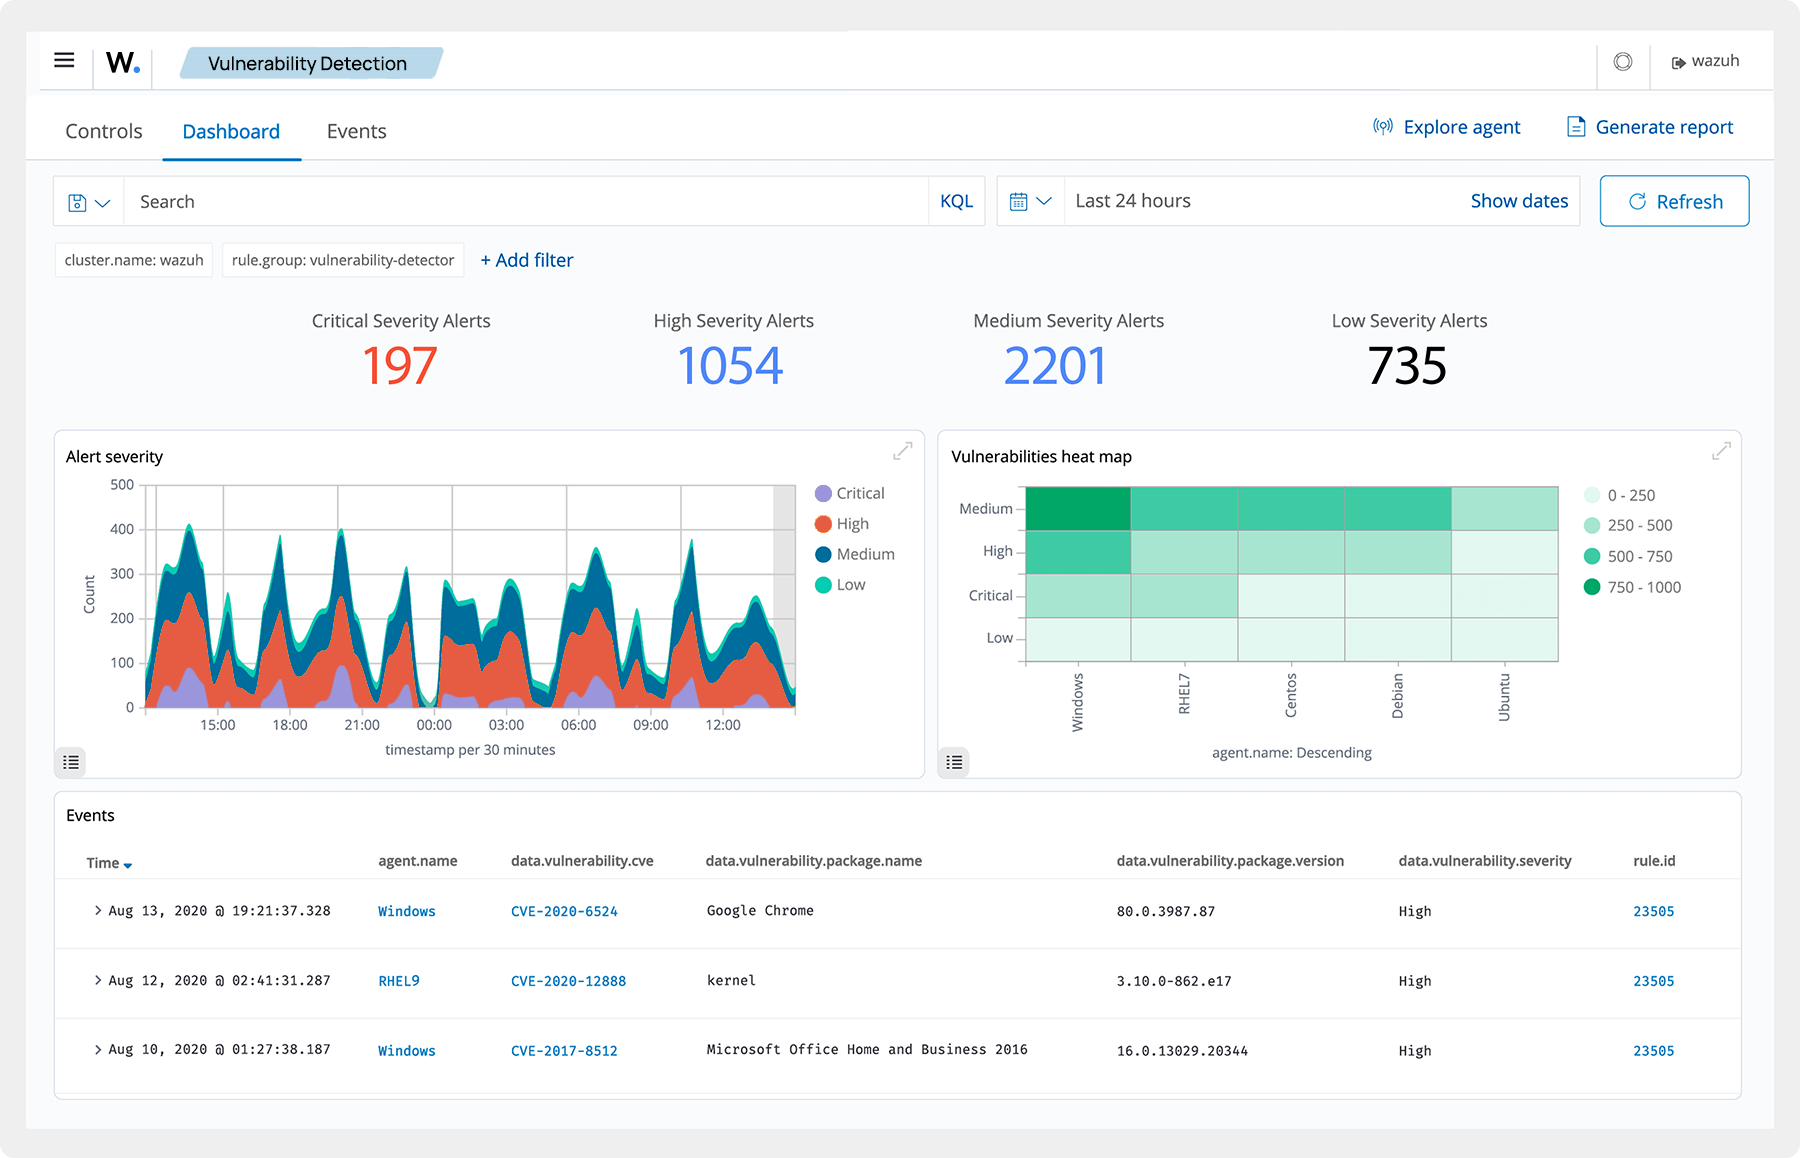 W.
Vulnerability Detection
wazuh
Controls
Dashboard
Events
Explore agent
Generate report
Search
KQL
Last 24 hours
Show dates
Refresh
cluster.name: wazuh
rule.group: vulnerability-detector
+ Add filter
Critical Severity Alerts
197
High Severity Alerts
1054
Medium Severity Alerts
2201
Low Severity Alerts
735
Alert severity
Count
500
400
300
200
100
0
15:00 18:00 21:00 00:00 03:00 06:00 09:00 12:00
timestamp per 30 minutes
Critical
High
Medium
Low
Vulnerabilities heat map
Medium
High
Critical
Low
Windows
RHEL7
Centos
Debian
Ubuntu
agent.name: Descending
0 - 250
250 - 500
500 - 750
750 - 1000
Events
Time agent.name data.vulnerability.cve data.vulnerability.package.name data.vulnerability.package.version data.vulnerability.severity rule.id
Aug 13, 2020 @ 19:21:37.328 Windows CVE-2020-6524 Google Chrome 80.0.3987.87 High 23505
Aug 12, 2020 @ 02:41:31.287 RHEL9 CVE-2020-12888 kernel 3.10.0-862.e17 High 23505
Aug 10, 2020 @ 01:27:38.187 Windows CVE-2017-8512 Microsoft Office Home and Business 2016 16.0.13029.20344 High 23505